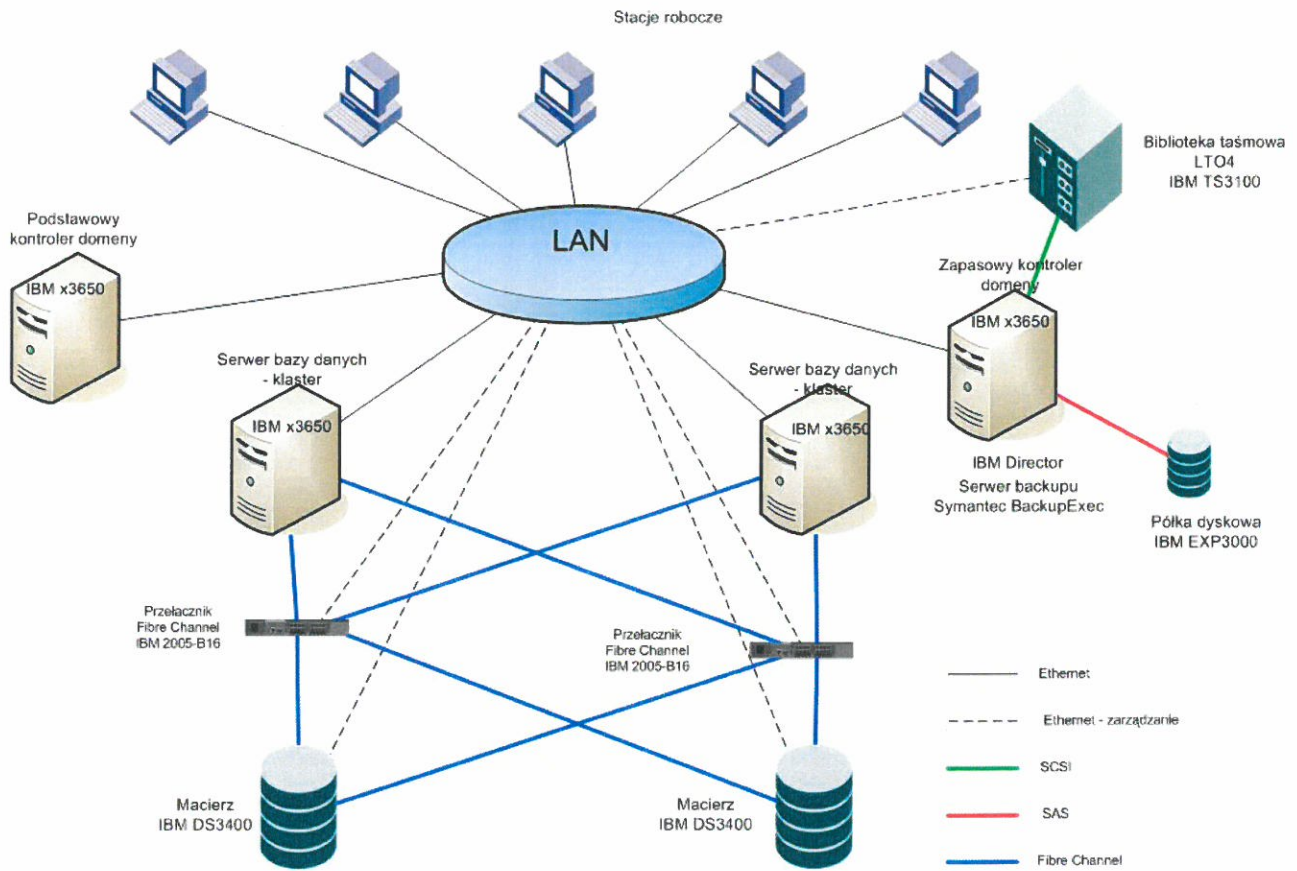 Stacje robocze
Biblioteka taśmowa
LTO4
IBM TS3100
Podstawowy
kontroler domeny
IBM x3650
LAN
Zapasowy kontroler
domeny
IBM x3650
Serwer bazy danych
- klaster
IBM x3650
Serwer bazy danych
- klaster
IBM x3650
IBM Director
Serwer backupu
Symantec BackupExec
Półka dyskowa
IBM EXP3000
Przełacznik
Fibre Channel
IBM 2005-B16
Przełacznik
Fibre Channel
IBM 2005-B16
Macierz
IBM DS3400
Macierz
IBM DS3400
Ethernet
Ethernet - zarządzanie
SCSI
SAS
Fibre Channel